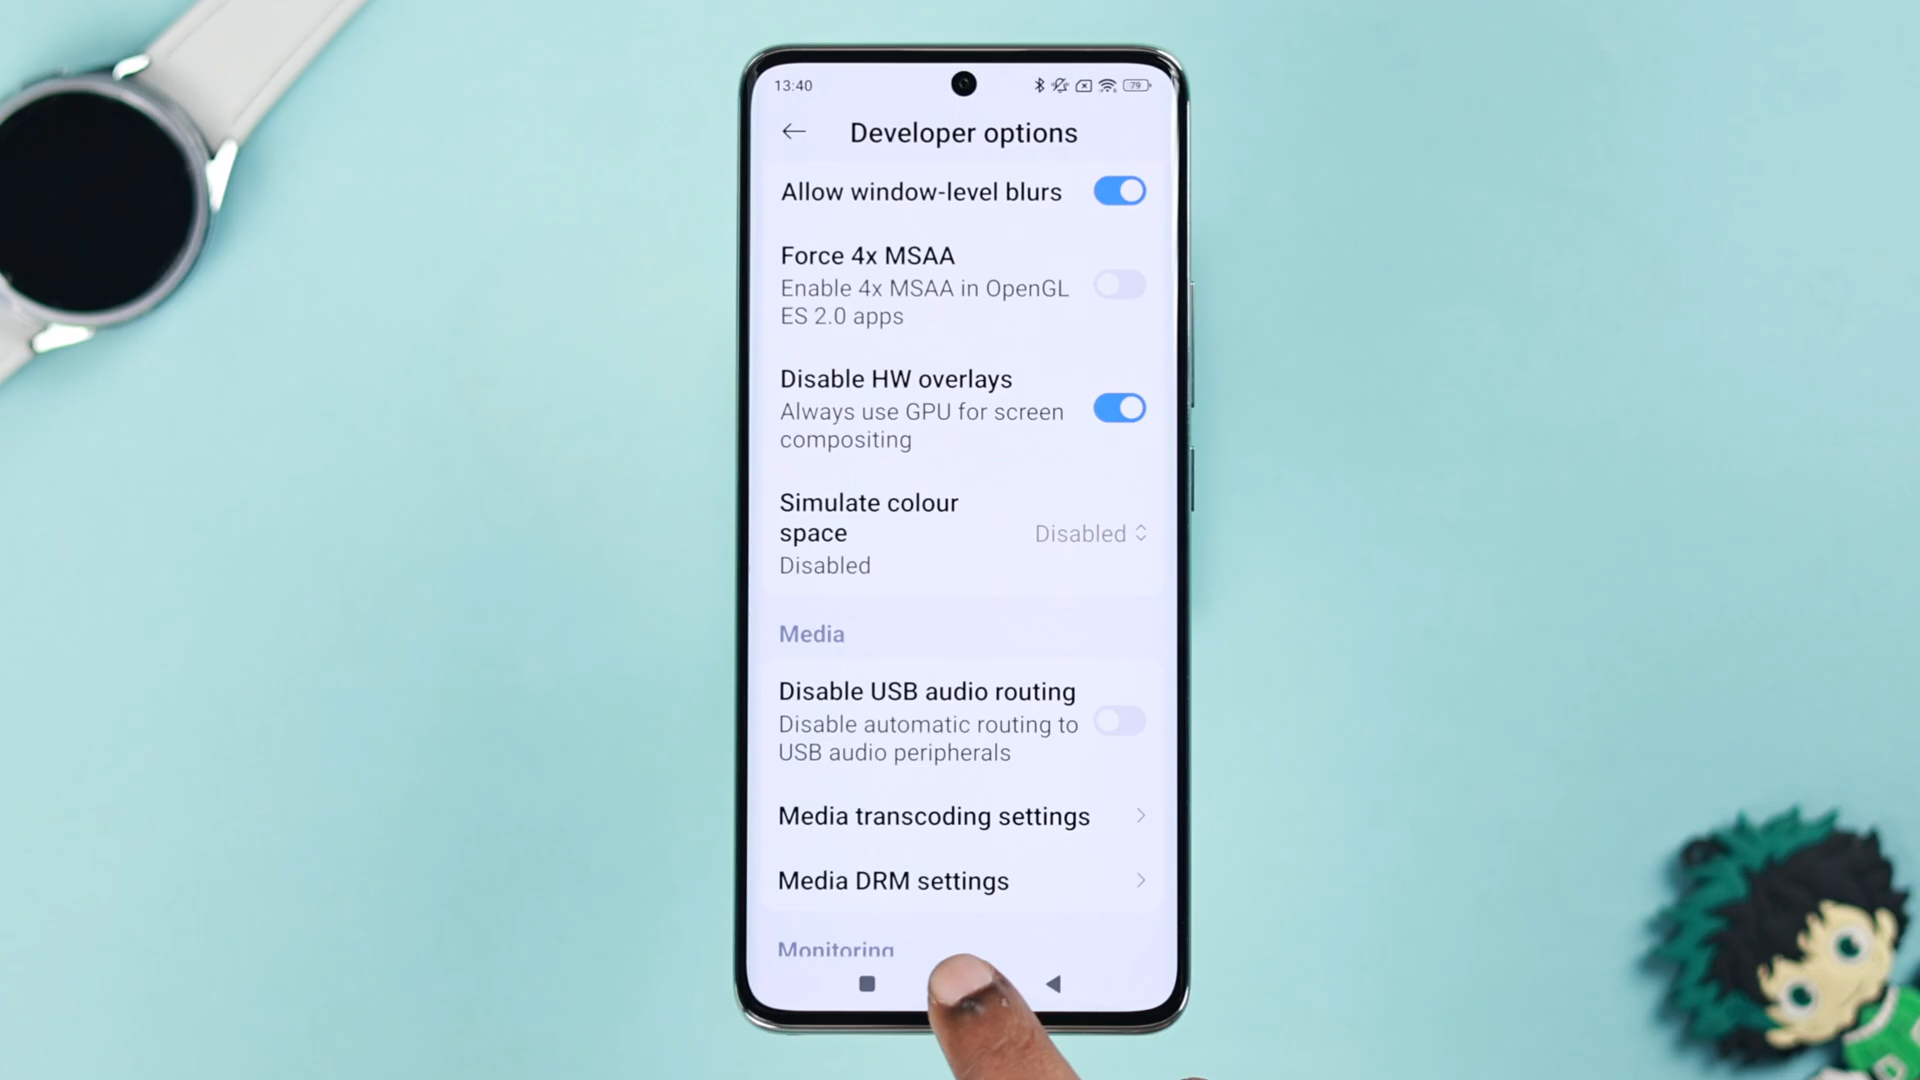 13:40
79
Developer options
Allow window-level blurs
Force 4x MSAA
Enable 4x MSAA in OpenGL
ES 2.0 apps
Disable HW overlays
Always use GPU for screen
compositing
Simulate colour
space
Disabled
Disabled
Media
Disable USB audio routing
Disable automatic routing to
USB audio peripherals
Media transcoding settings
Media DRM settings
Monitoring